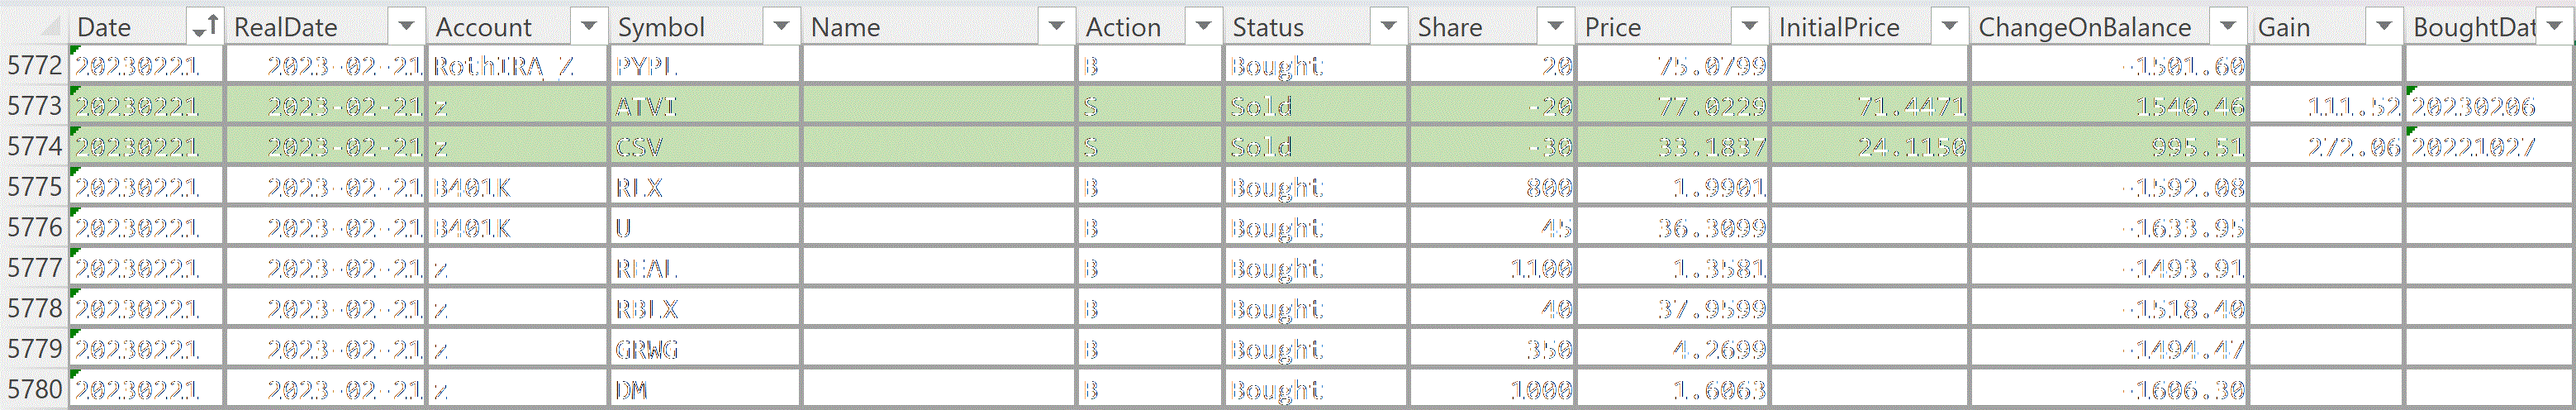 Date RealDate Account Symbol Name Action Status Share Price InitialPrice ChangeOnBalance Gain BoughtDat
5772 20230221 2023-02-21 RothIRA_Z PYPL B Bought 20 75.0799 -1501.60
5773 20230221 2023-02-21 z ATVI S Sold -20 77.0229 71.4471 1540.46 111.52 20230206
5774 20230221 2023-02-21 z CSV S Sold -30 33.1837 24.1150 995.51 272.06 20221027
5775 20230221 2023-02-21 B401K RLX B Bought 800 1.9901 -1592.08
5776 20230221 2023-02-21 B401K U B Bought 45 36.3099 -1633.95
5777 20230221 2023-02-21 z REAL B Bought 1100 1.3581 -1493.91
5778 20230221 2023-02-21 z RBLX B Bought 40 37.9599 -1518.40
5779 20230221 2023-02-21 z GRWG B Bought 350 4.2699 -1494.47
5780 20230221 2023-02-21 z DM B Bought 1000 1.6063 -1606.30